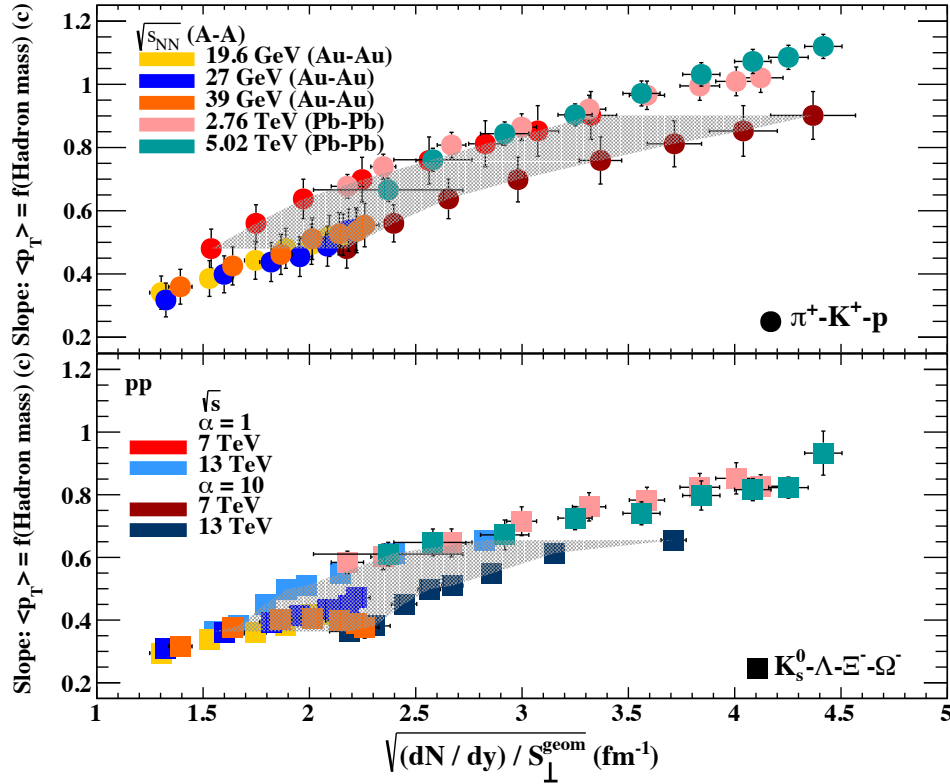 Slope: <p_T> = f(Hadron mass) (c)
1.2
1
0.8
0.6
0.4
0.2
√s_NN (A-A)
19.6 GeV (Au-Au)
27 GeV (Au-Au)
39 GeV (Au-Au)
2.76 TeV (Pb-Pb)
5.02 TeV (Pb-Pb)
π⁺-K⁺-p
Slope: <p_T> = f(Hadron mass) (c)
1.2
1
0.8
0.6
0.4
0.2
pp
√s
α = 1
7 TeV
13 TeV
α = 10
7 TeV
13 TeV
K⁰_s-Λ-Ξ⁻-Ω⁻
1 1.5 2 2.5 3 3.5 4 4.5 5
√(dN / dy) / S_⊥^geom (fm⁻¹)